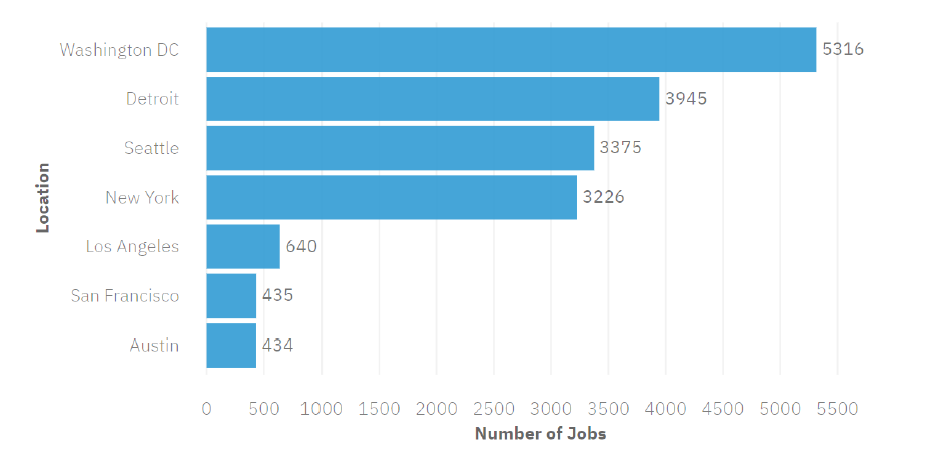 Washington DC 5316
Detroit 3945
Seattle 3375
New York 3226
Los Angeles 640
San Francisco 435
Austin 434
Location
0 500 1000 1500 2000 2500 3000 3500 4000 4500 5000 5500
Number of Jobs